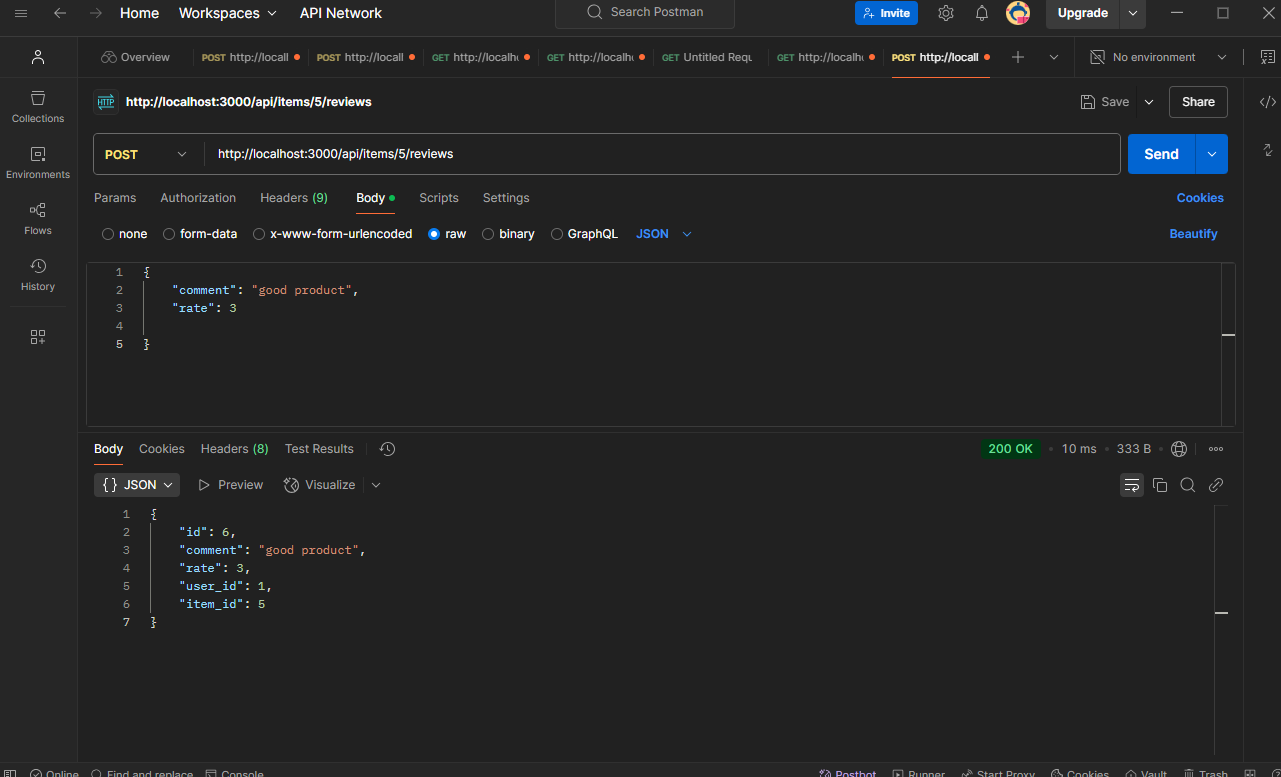 Home Workspaces API Network Search Postman Invite Upgrade
Overview POST http://locall POST http://locall GET http://localh GET http://localh GET Untitled Requ GET http://localh POST http://locall No environment
HTTP http://localhost:3000/api/items/5/reviews Save Share
Collections
Environments
Flows
History
POST http://localhost:3000/api/items/5/reviews Send
Params Authorization Headers (9) Body Scripts Settings Cookies
none form-data x-www-form-urlencoded raw binary GraphQL JSON Beautify
1 {
2 "comment": "good product",
3 "rate": 3
4
5 }
Body Cookies Headers (8) Test Results 200 OK 10 ms 333 B
{} JSON Preview Visualize
1 {
2 "id": 6,
3 "comment": "good product",
4 "rate": 3,
5 "user_id": 1,
6 "item_id": 5
7 }
Online Find and replace Console Postbot Runner Start Proxy Cookies Vault Trash